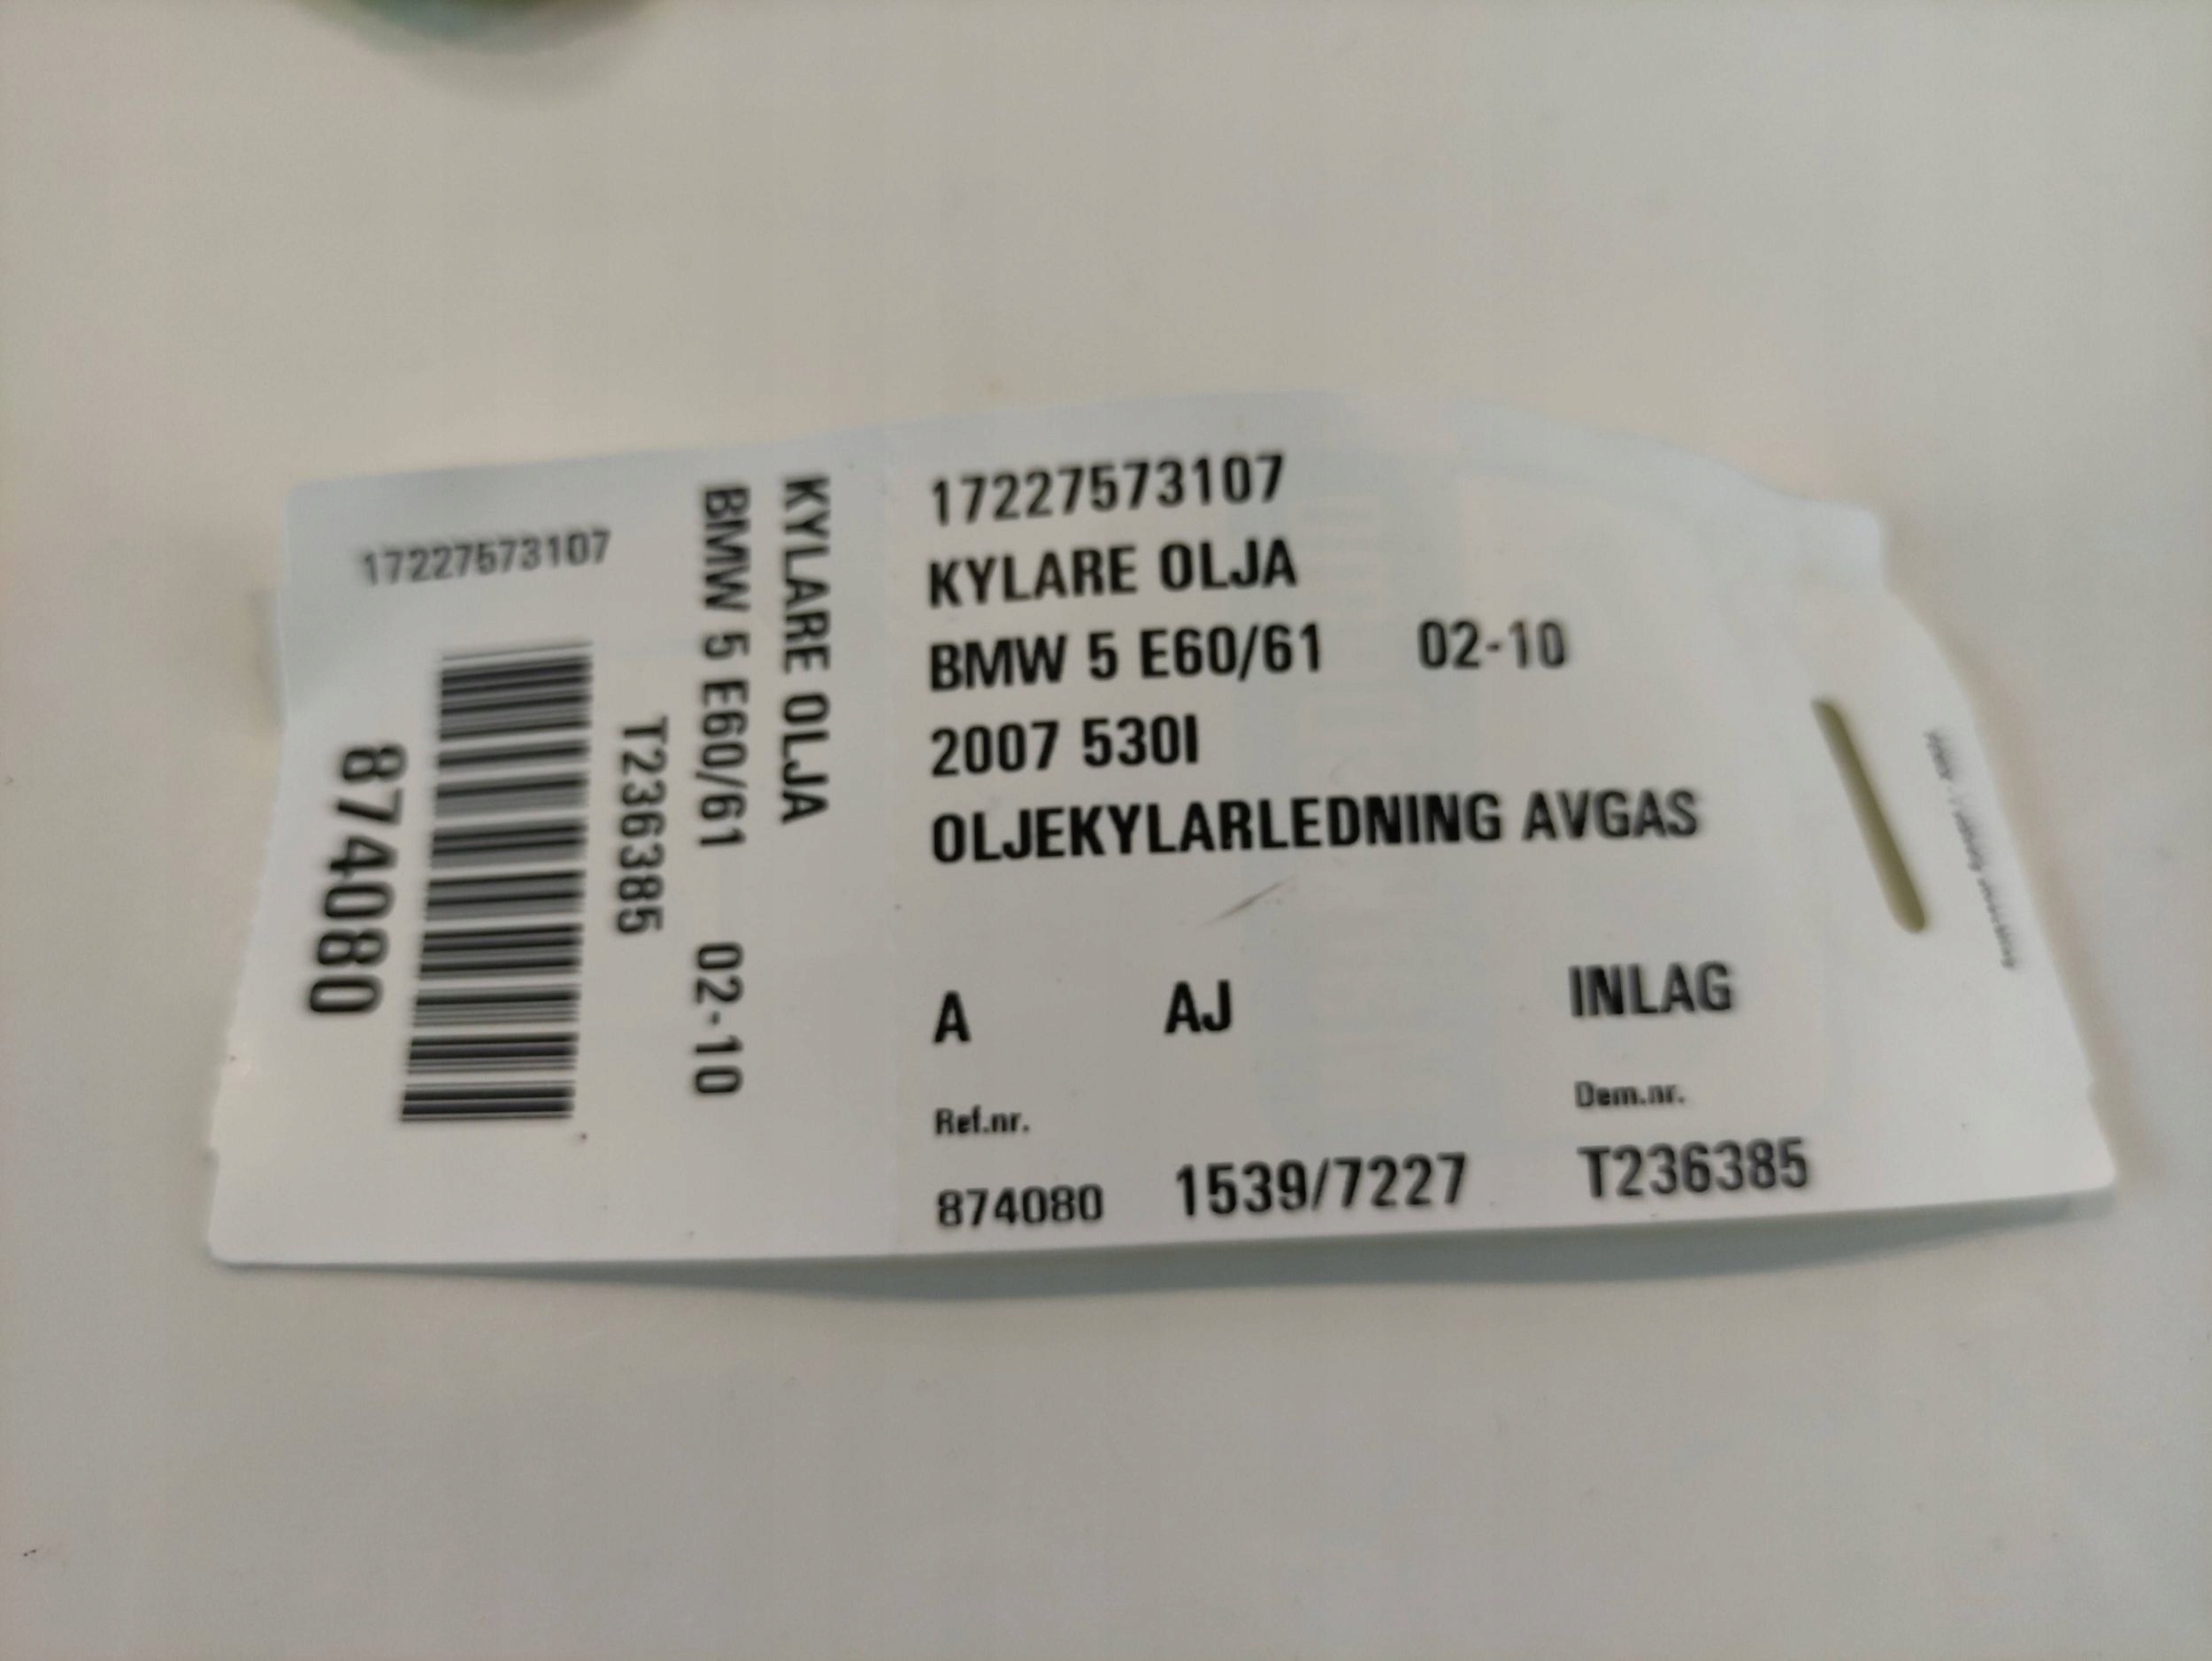 17227573107
874080
T236385
BMW 5 E60/61 02-10
KYLARE OLJA
17227573107
KYLARE OLJA
BMW 5 E60/61 02-10
2007 530I
OLJEKYLARLEDNING AVGAS
A AJ INLAG
Ref.nr. Dem.nr.
874080 1539/7227 T236385